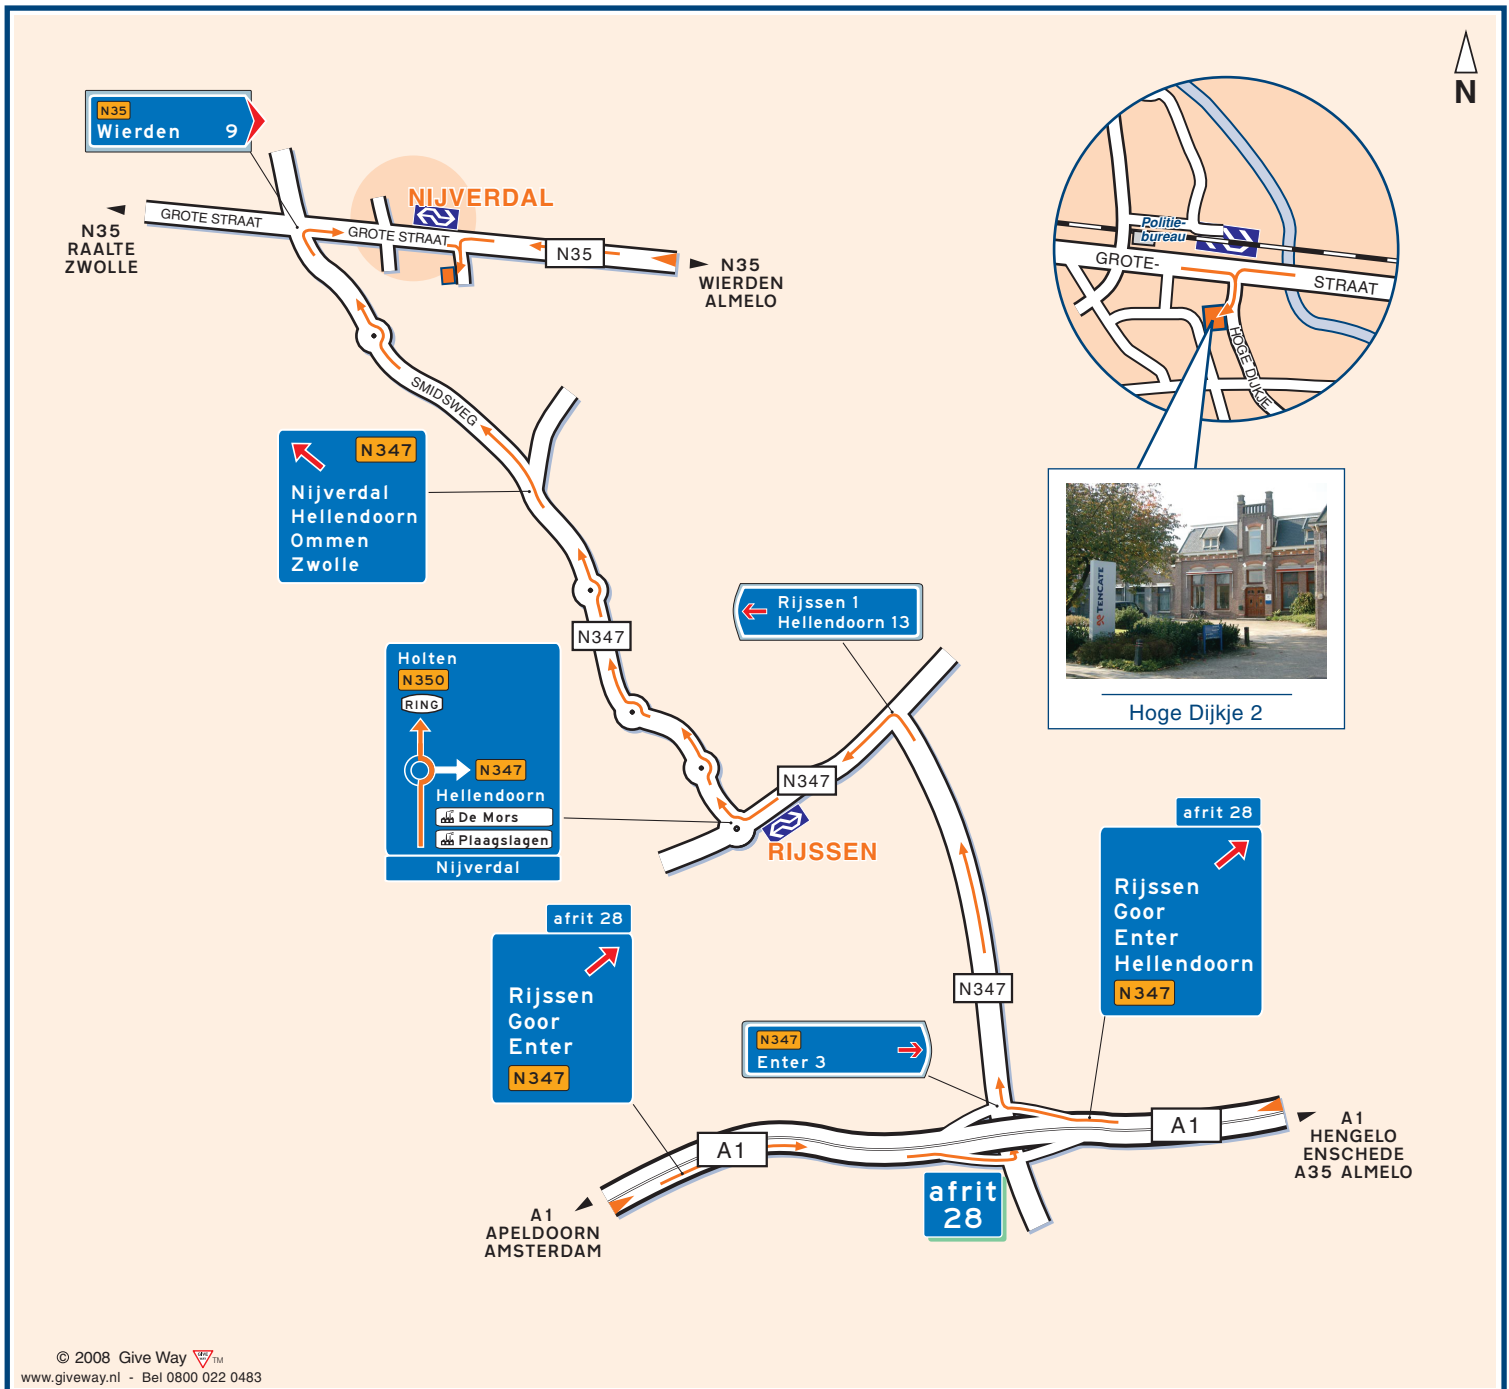 N
N35
Wierden 9
NIJVERDAL
GROTE STRAAT
GROTE STRAAT
N35
N35
RAALTE
ZWOLLE
N35
WIERDEN
ALMELO
Politie-
bureau
GROTE-
STRAAT
HOGE DIJKJE
SMIDSWEG
N347
Nijverdal
Hellendoorn
Ommen
Zwolle
TENCATE
Hoge Dijkje 2
Rijssen 1
Hellendoorn 13
N347
Holten
N350
RING
N347
Hellendoorn
De Mors
Plaagslagen
Nijverdal
N347
RIJSSEN
afrit 28
Rijssen
Goor
Enter
Hellendoorn
N347
afrit 28
Rijssen
Goor
Enter
N347
N347
N347
Enter 3
A1
A1
A1
HENGELO
ENSCHEDE
A35 ALMELO
afrit
28
A1
APELDOORN
AMSTERDAM
© 2008 Give Way TM
www.giveway.nl - Bel 0800 022 0483